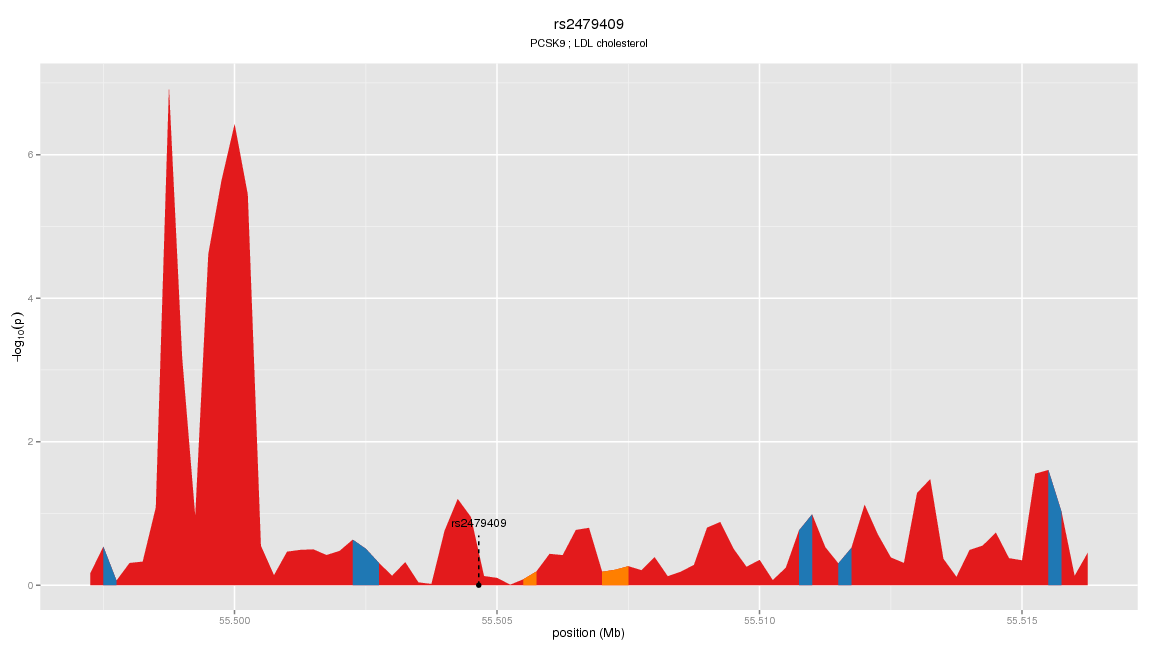 rs2479409
PCSK9 ; LDL cholesterol
−log10(p)
6
4
2
0
rs2479409
55.500
55.505
55.510
55.515
position (Mb)